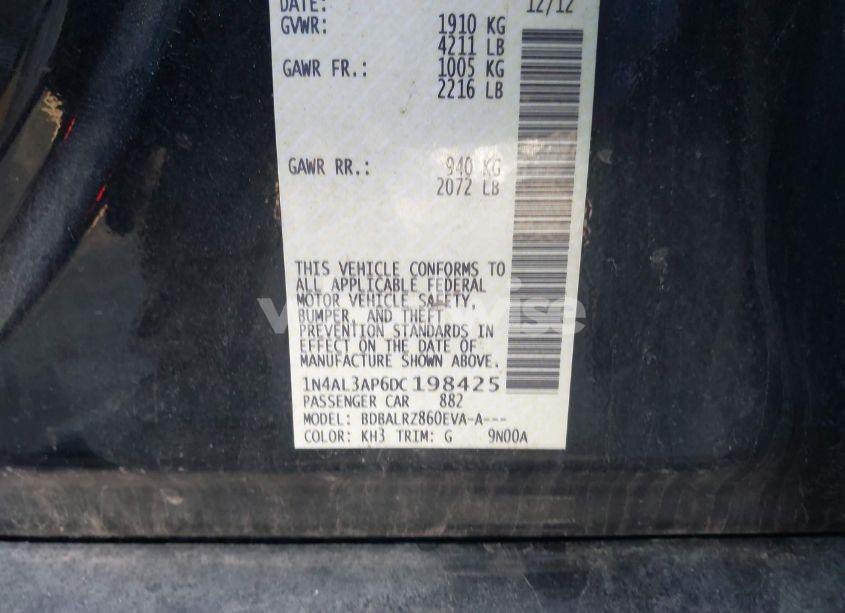 DATE: 12/12
GVWR: 1910 KG
4211 LB
GAWR FR.: 1005 KG
2216 LB
GAWR RR.: 940 KG
2072 LB
THIS VEHICLE CONFORMS TO
ALL APPLICABLE FEDERAL
MOTOR VEHICLE SAFETY,
BUMPER, AND THEFT
PREVENTION STANDARDS IN
EFFECT ON THE DATE OF
MANUFACTURE SHOWN ABOVE.
1N4AL3AP6DC198425
PASSENGER CAR 882
MODEL: BDBALRZ860EVA-A---
COLOR: KH3 TRIM: G 9N00A